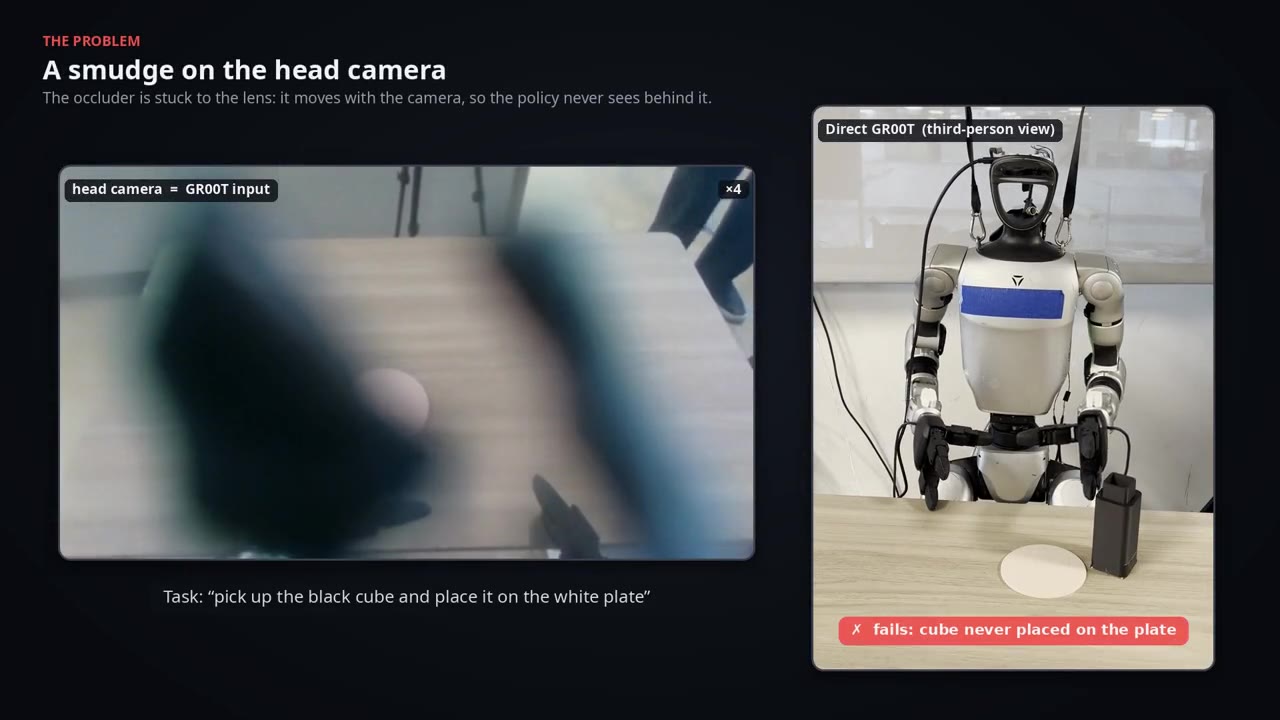 THE PROBLEM
A smudge on the head camera
The occluder is stuck to the lens: it moves with the camera, so the policy never sees behind it.
head camera = GR00T input
×4
Task: “pick up the black cube and place it on the white plate”
Direct GR00T (third-person view)
✗ fails: cube never placed on the plate